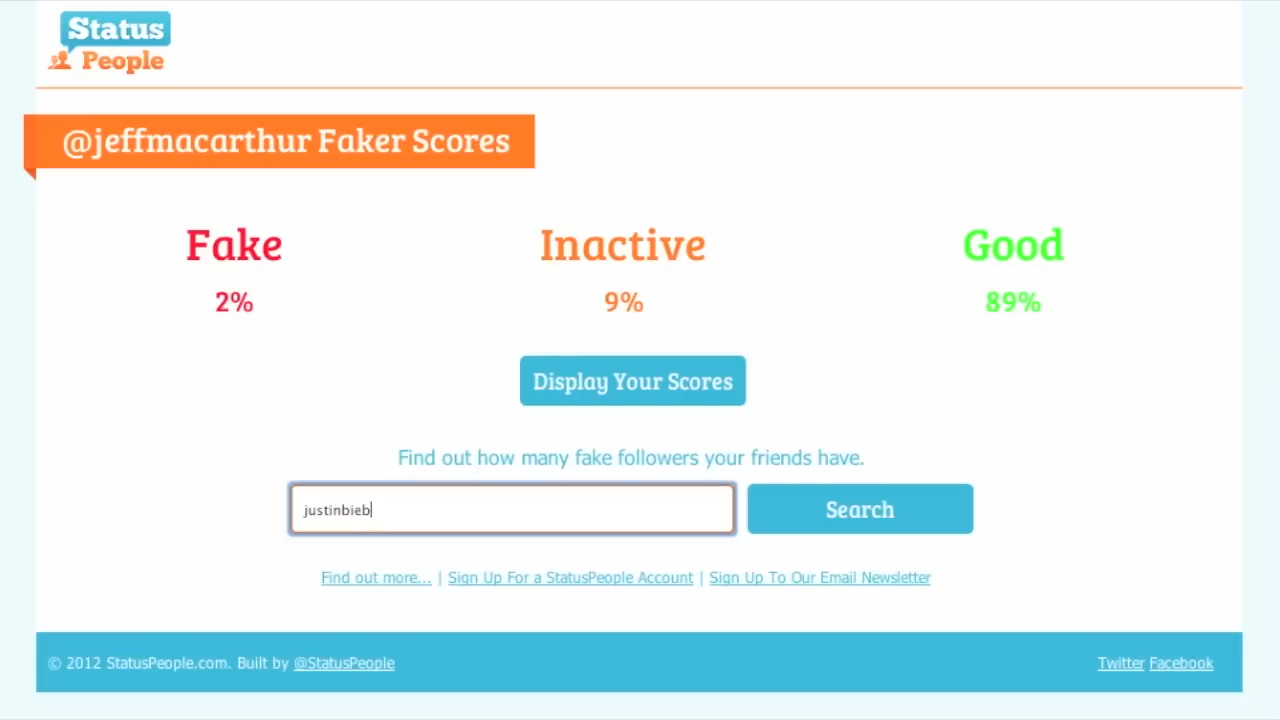 Status
People
@jeffmacarthur Faker Scores
Fake Inactive Good
2% 9% 89%
Display Your Scores
Find out how many fake followers your friends have.
justinbieb Search
Find out more... | Sign Up For a StatusPeople Account | Sign Up To Our Email Newsletter
© 2012 StatusPeople.com. Built by @StatusPeople Twitter Facebook